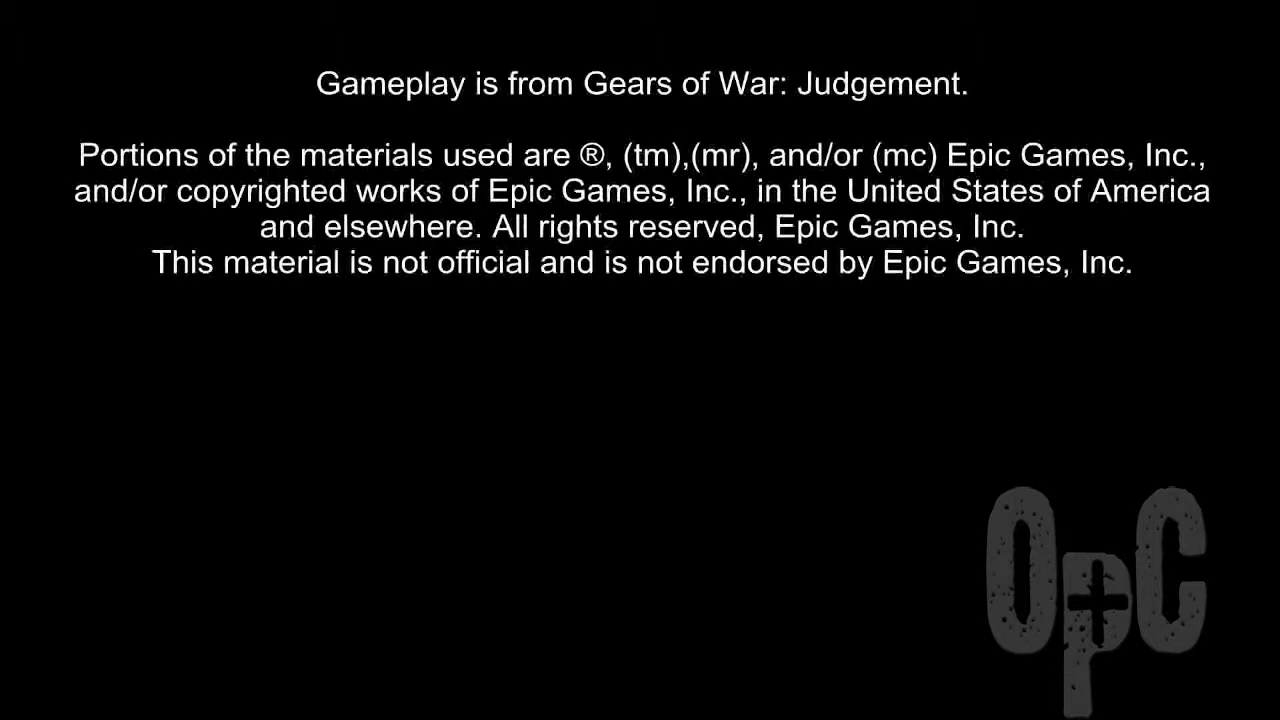 Gameplay is from Gears of War: Judgement.
Portions of the materials used are ®, (tm),(mr), and/or (mc) Epic Games, Inc.,
and/or copyrighted works of Epic Games, Inc., in the United States of America
and elsewhere. All rights reserved, Epic Games, Inc.
This material is not official and is not endorsed by Epic Games, Inc.
OpC